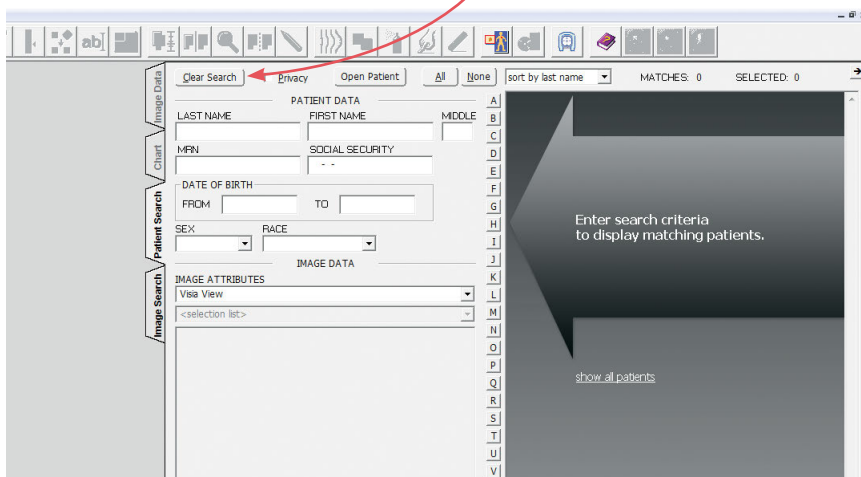 ab
Clear Search Privacy Open Patient All None sort by last name MATCHES: 0 SELECTED: 0
Image Data
Chart
Patient Search
Image Search
PATIENT DATA
LAST NAME FIRST NAME MIDDLE
MRN SOCIAL SECURITY
- -
DATE OF BIRTH
FROM TO
SEX RACE
IMAGE DATA
IMAGE ATTRIBUTES
Visia View
<selection list>
A
B
C
D
E
F
G
H
I
J
K
L
M
N
O
P
Q
R
S
T
U
V
Enter search criteria
to display matching patients.
show all patients